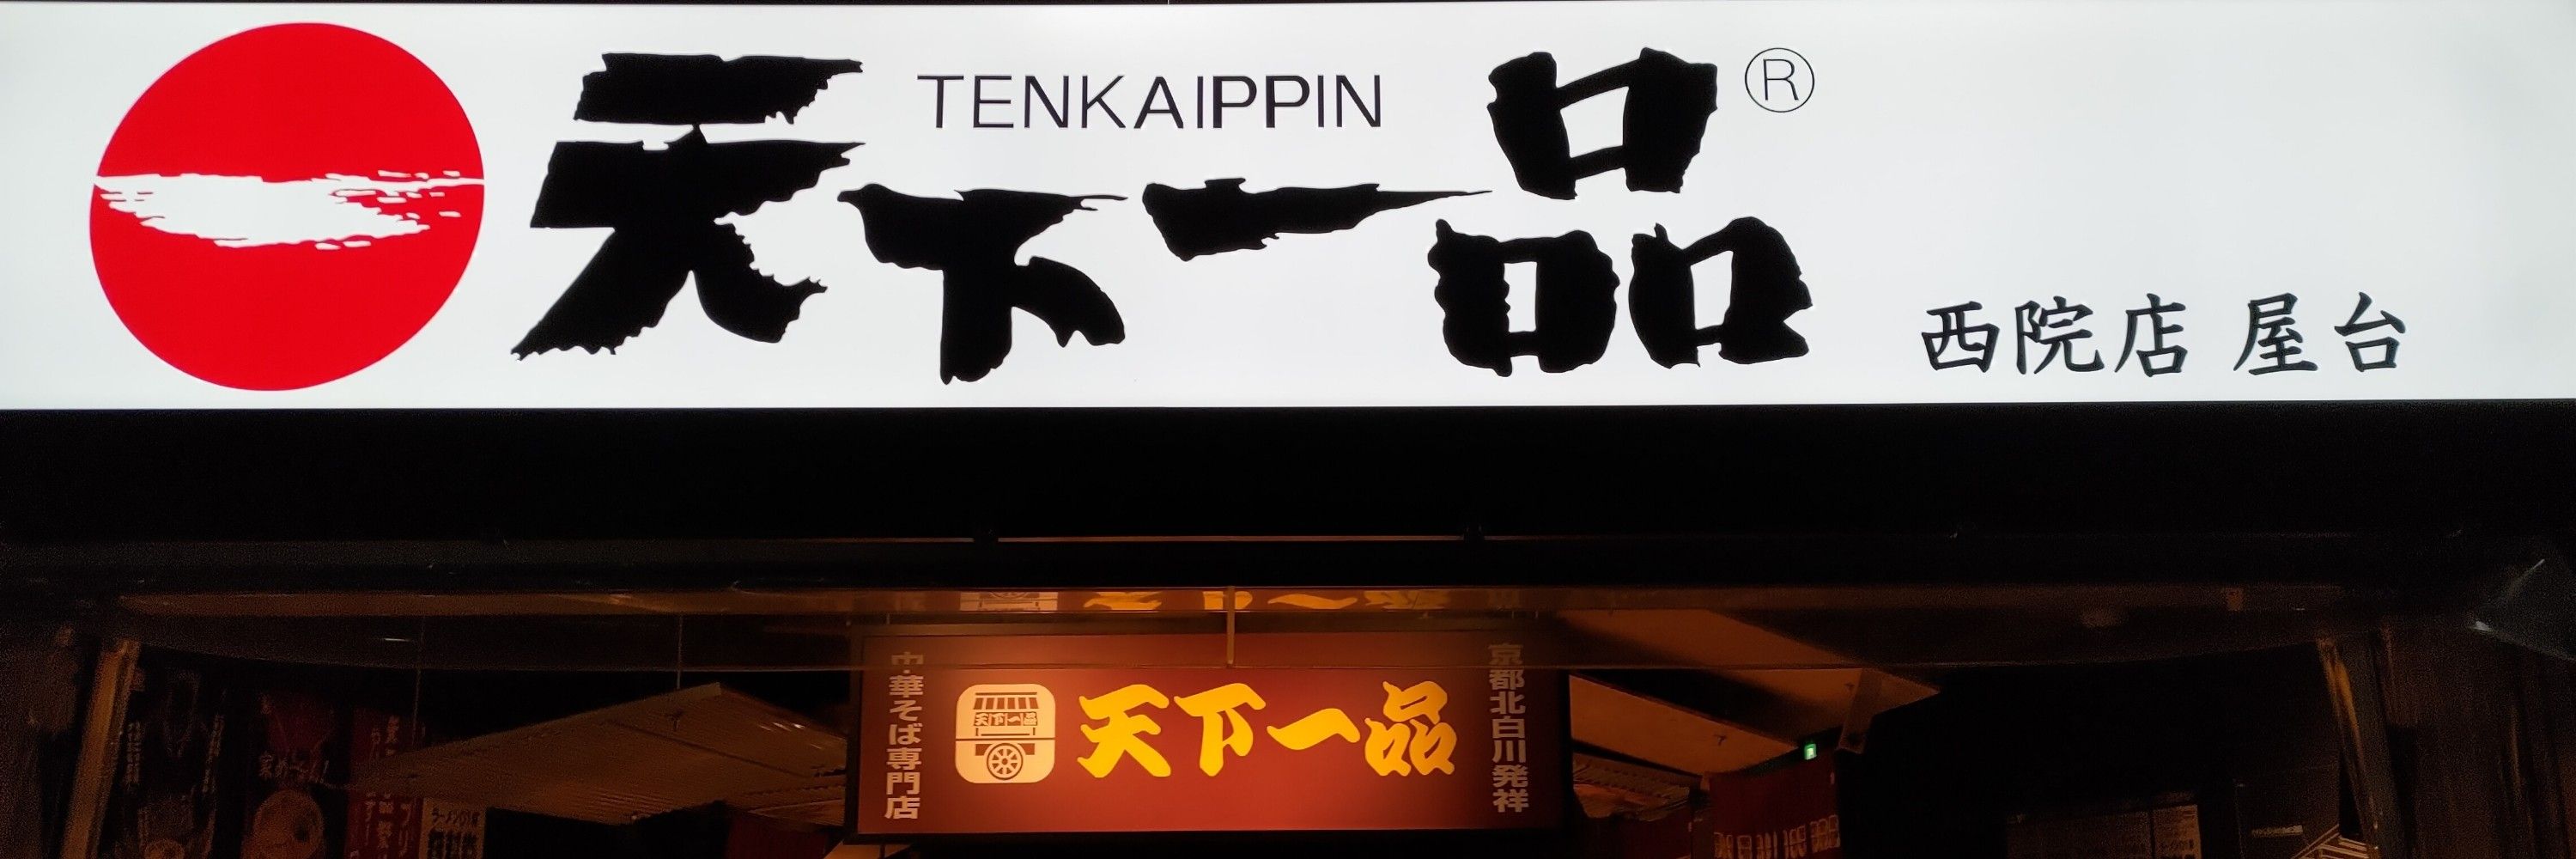 天下一品
TENKAIPPIN
®
西院店 屋台
中華そば専門店
天下一品
天下一品
京都北白川発祥